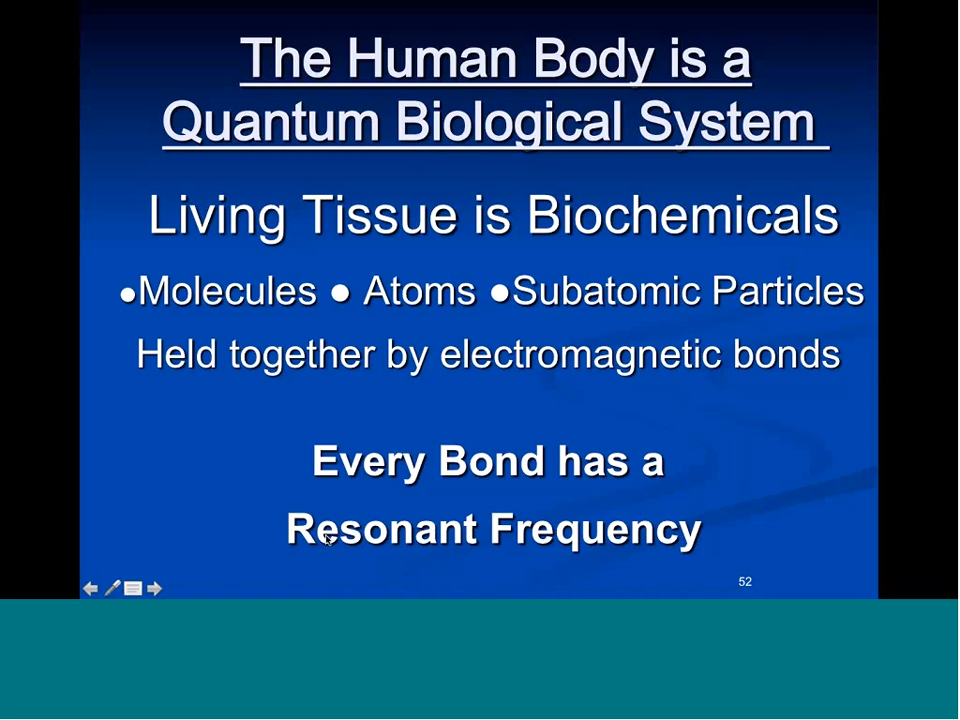 The Human Body is a
Quantum Biological System
Living Tissue is Biochemicals
●Molecules ● Atoms ●Subatomic Particles
Held together by electromagnetic bonds
Every Bond has a
Resonant Frequency
52